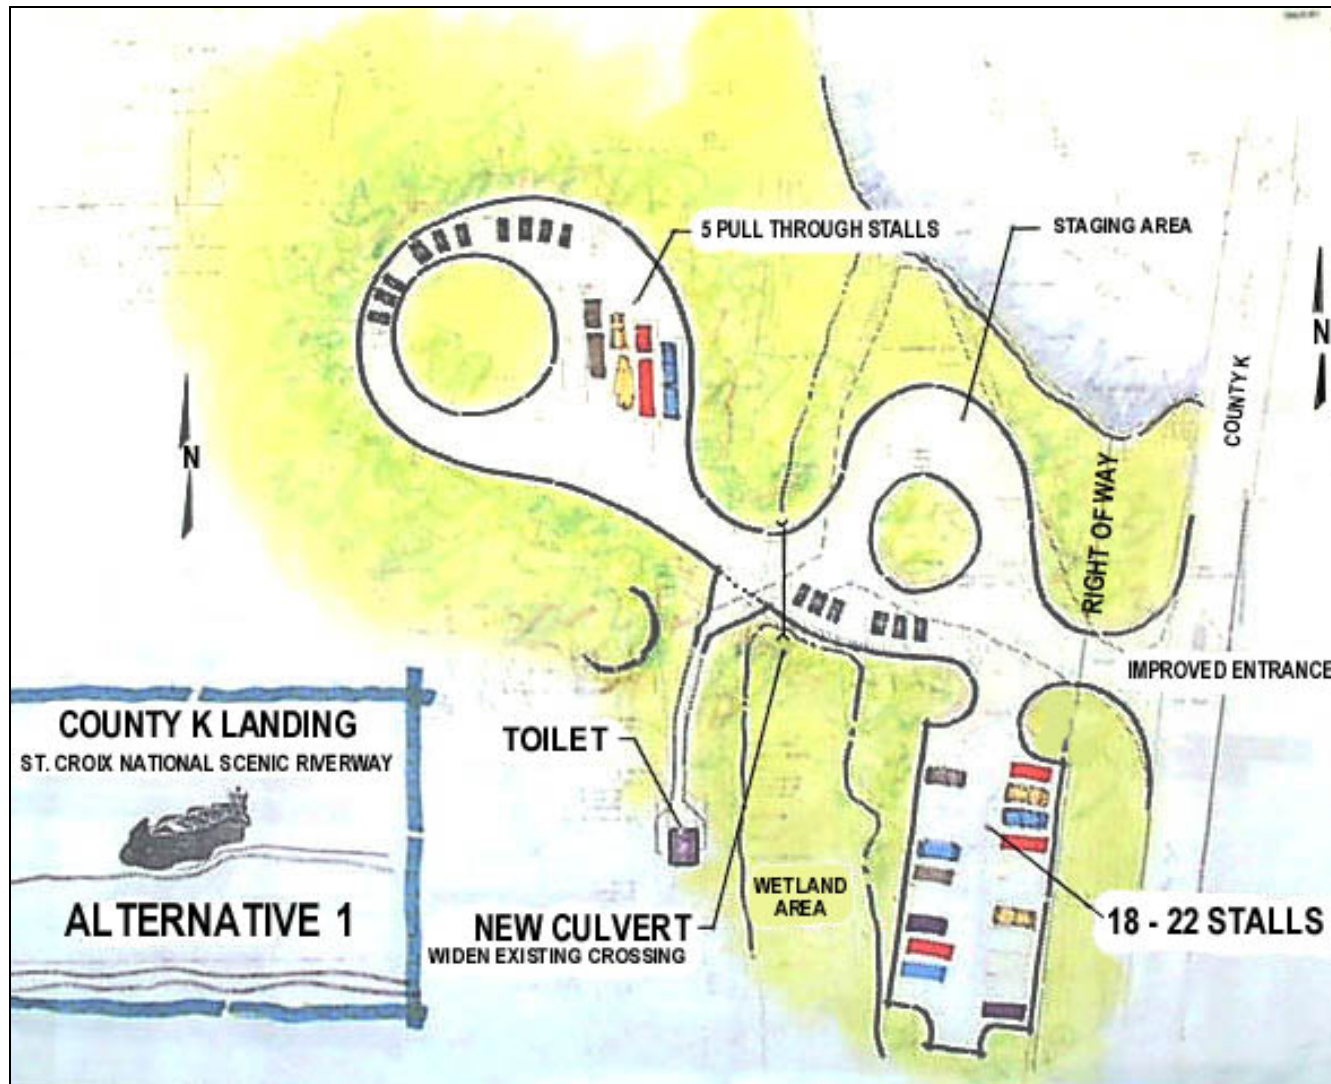 5 PULL THROUGH STALLS
STAGING AREA
N
N
COUNTY K
RIGHT OF WAY
IMPROVED ENTRANCE
COUNTY K LANDING
ST. CROIX NATIONAL SCENIC RIVERWAY
ALTERNATIVE 1
TOILET
NEW CULVERT
WIDEN EXISTING CROSSING
WETLAND
AREA
18 - 22 STALLS